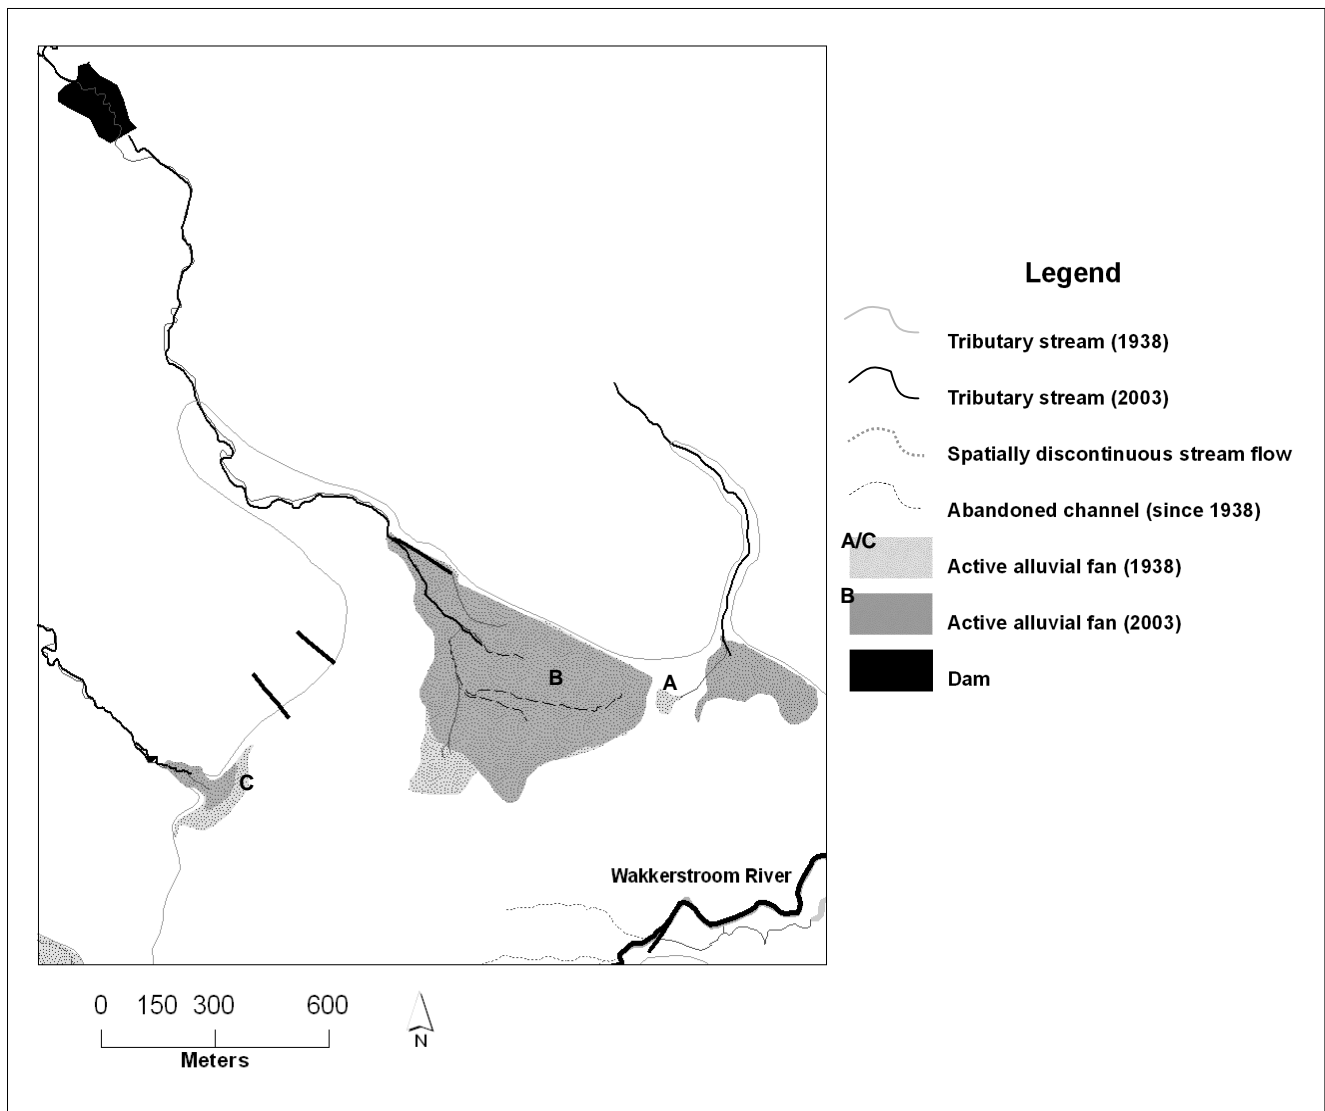 Legend
Tributary stream (1938)
Tributary stream (2003)
Spatially discontinuous stream flow
Abandoned channel (since 1938)
A/C
Active alluvial fan (1938)
B
Active alluvial fan (2003)
Dam
B
A
C
Wakkerstroom River
0 150 300 600
Meters
N